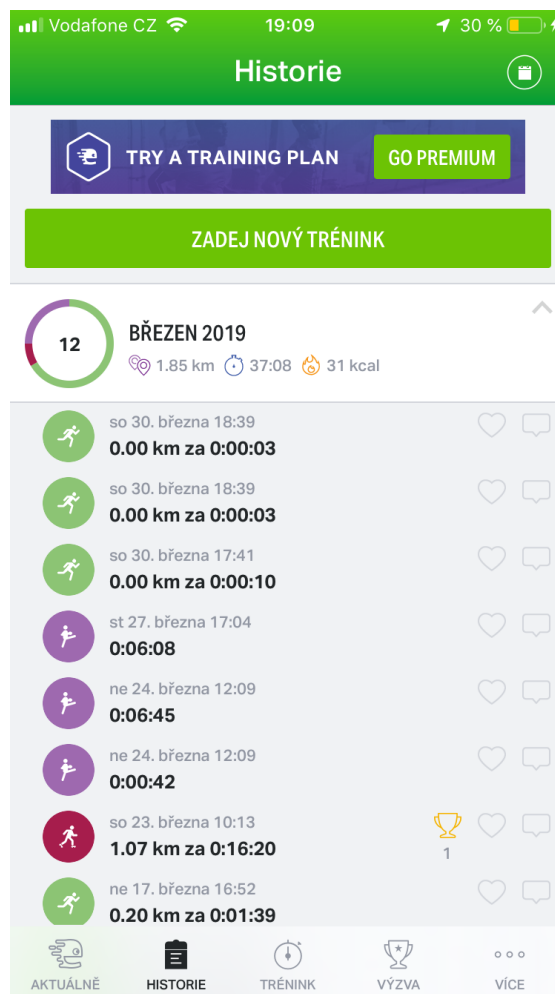 Vodafone CZ 19:09 30 %
Historie
TRY A TRAINING PLAN GO PREMIUM
ZADEJ NOVÝ TRÉNINK
12
BŘEZEN 2019
1.85 km 37:08 31 kcal
so 30. března 18:39
0.00 km za 0:00:03
so 30. března 18:39
0.00 km za 0:00:03
so 30. března 17:41
0.00 km za 0:00:10
st 27. března 17:04
0:06:08
ne 24. března 12:09
0:06:45
ne 24. března 12:09
0:00:42
so 23. března 10:13
1.07 km za 0:16:20
1
ne 17. března 16:52
0.20 km za 0:01:39
AKTUÁLNĚ HISTORIE TRÉNINK VÝZVA VÍCE